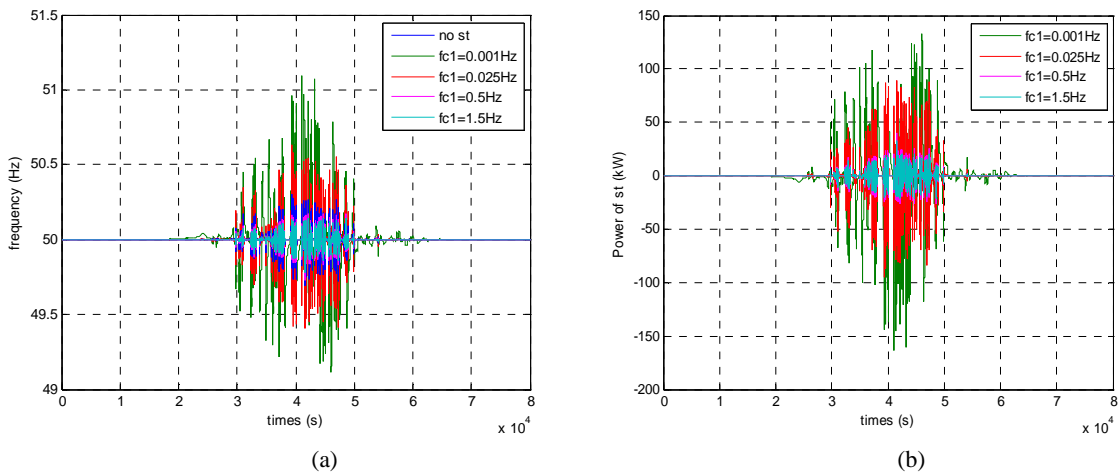 51.5
51
50.5
50
49.5
49
frequency (Hz)
no st
fc1=0.001Hz
fc1=0.025Hz
fc1=0.5Hz
fc1=1.5Hz
0 1 2 3 4 5 6 7 8
times (s)
x 10^4
(a)
150
100
50
0
-50
-100
-150
-200
Power of st (kW)
fc1=0.001Hz
fc1=0.025Hz
fc1=0.5Hz
fc1=1.5Hz
0 1 2 3 4 5 6 7 8
times (s)
x 10^4
(b)